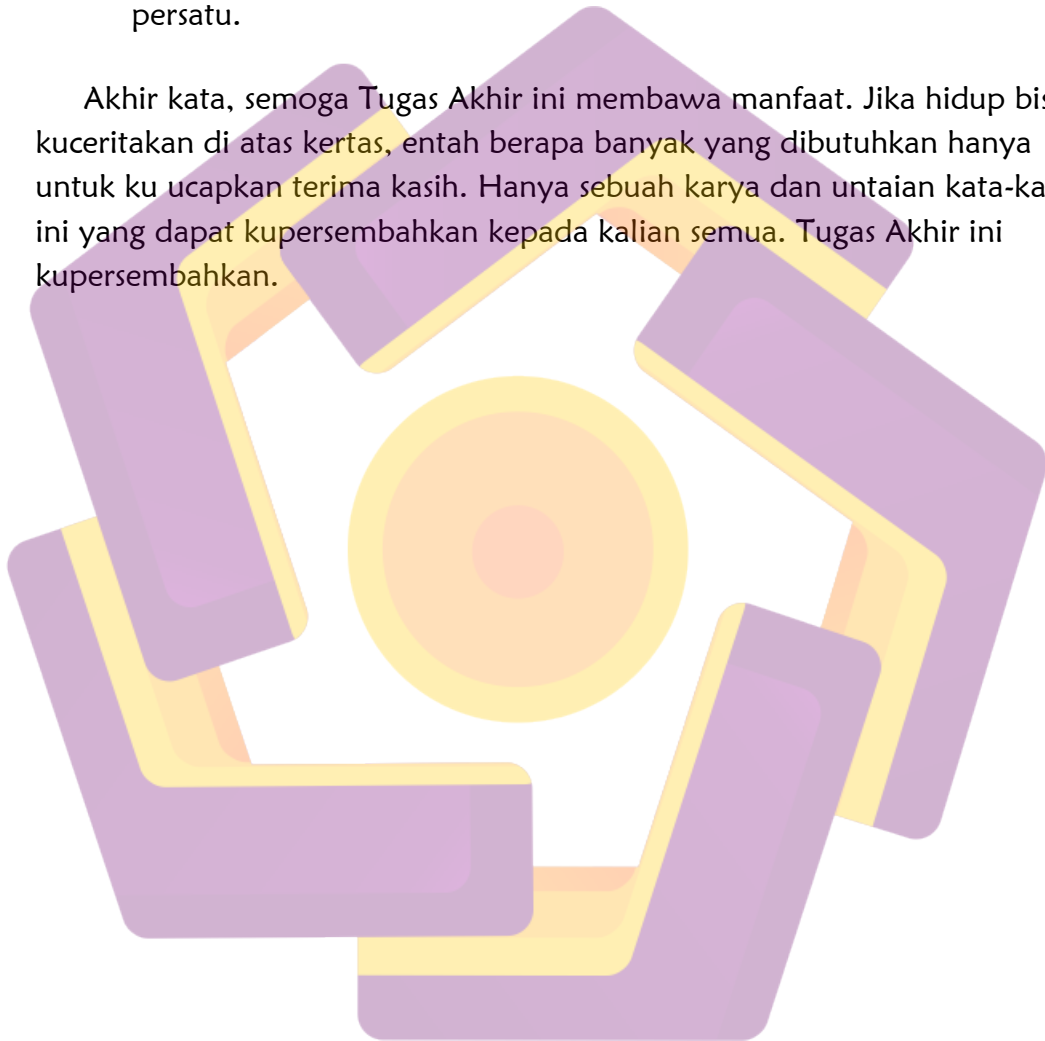 persatu.
Akhir kata, semoga Tugas Akhir ini membawa manfaat. Jika hidup bis
kuceritakan di atas kertas, entah berapa banyak yang dibutuhkan hanya
untuk ku ucapkan terima kasih. Hanya sebuah karya dan untaian kata-ka
ini yang dapat kupersembahkan kepada kalian semua. Tugas Akhir ini
kupersembahkan.